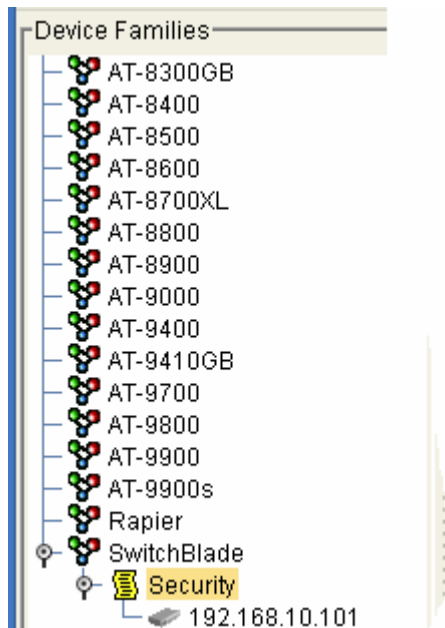 Device Families
AT-8300GB
AT-8400
AT-8500
AT-8600
AT-8700XL
AT-8800
AT-8900
AT-9000
AT-9400
AT-9410GB
AT-9700
AT-9800
AT-9900
AT-9900s
Rapier
SwitchBlade
Security
192.168.10.101